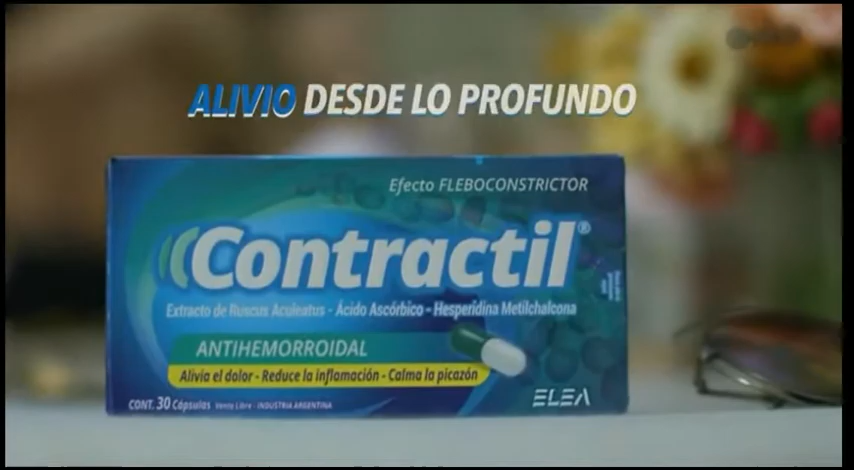 ALIVIO DESDE LO PROFUNDO
Efecto FLEBOCONSTRICTOR
Contractil®
Extracto de Ruscus Aculeatus - Ácido Ascórbico - Hesperidina Metilchalcona
ANTIHEMORROIDAL
Alivia el dolor - Reduce la inflamación - Calma la picazón
CONT. 30 Cápsulas Venta Libre - INDUSTRIA ARGENTINA
ELEA